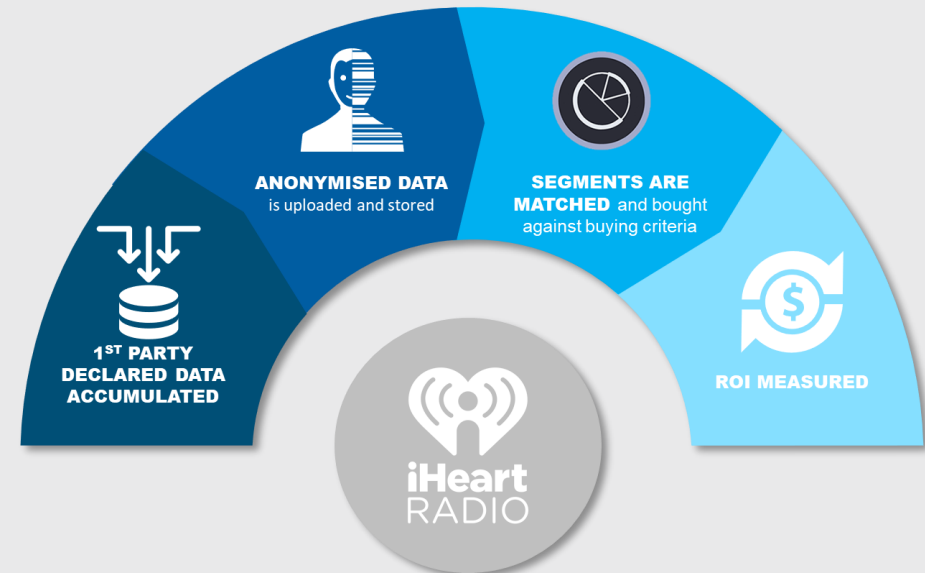 1ST PARTY
DECLARED DATA
ACCUMULATED
ANONYMISED DATA
is uploaded and stored
SEGMENTS ARE
MATCHED and bought
against buying criteria
$
ROI MEASURED
iHeart
RADIO